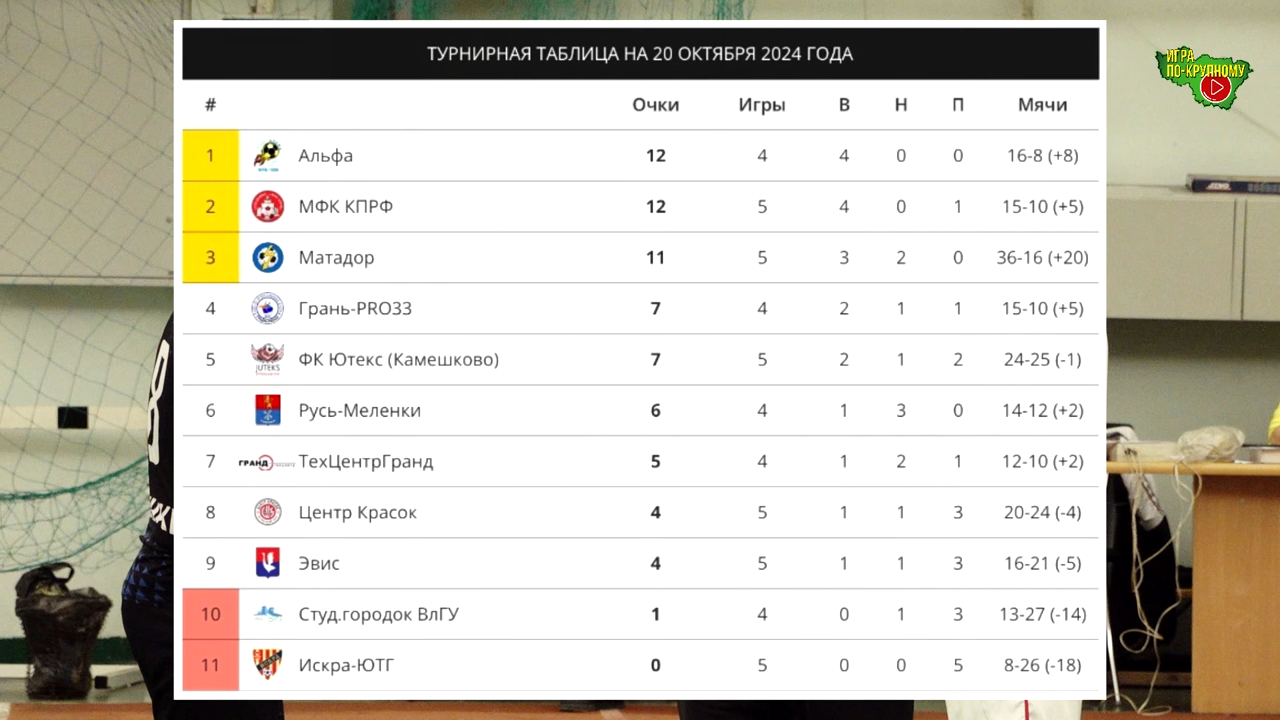 ТУРНИРНАЯ ТАБЛИЦА НА 20 ОКТЯБРЯ 2024 ГОДА
ИГРА
ПО-КРУПНОМУ
# Очки Игры В Н П Мячи
1 Альфа 12 4 4 0 0 16-8 (+8)
2 МФК КПРФ 12 5 4 0 1 15-10 (+5)
3 Матадор 11 5 3 2 0 36-16 (+20)
4 Грань-PRO33 7 4 2 1 1 15-10 (+5)
5 JUTEKS ФК Ютекс (Камешково) 7 5 2 1 2 24-25 (-1)
6 Русь-Меленки 6 4 1 3 0 14-12 (+2)
7 ГРАНД ТехЦентрГранд 5 4 1 2 1 12-10 (+2)
8 Центр Красок 4 5 1 1 3 20-24 (-4)
9 Эвис 4 5 1 1 3 16-21 (-5)
10 Студ.городок ВлГУ 1 4 0 1 3 13-27 (-14)
11 Искра-ЮТГ 0 5 0 0 5 8-26 (-18)